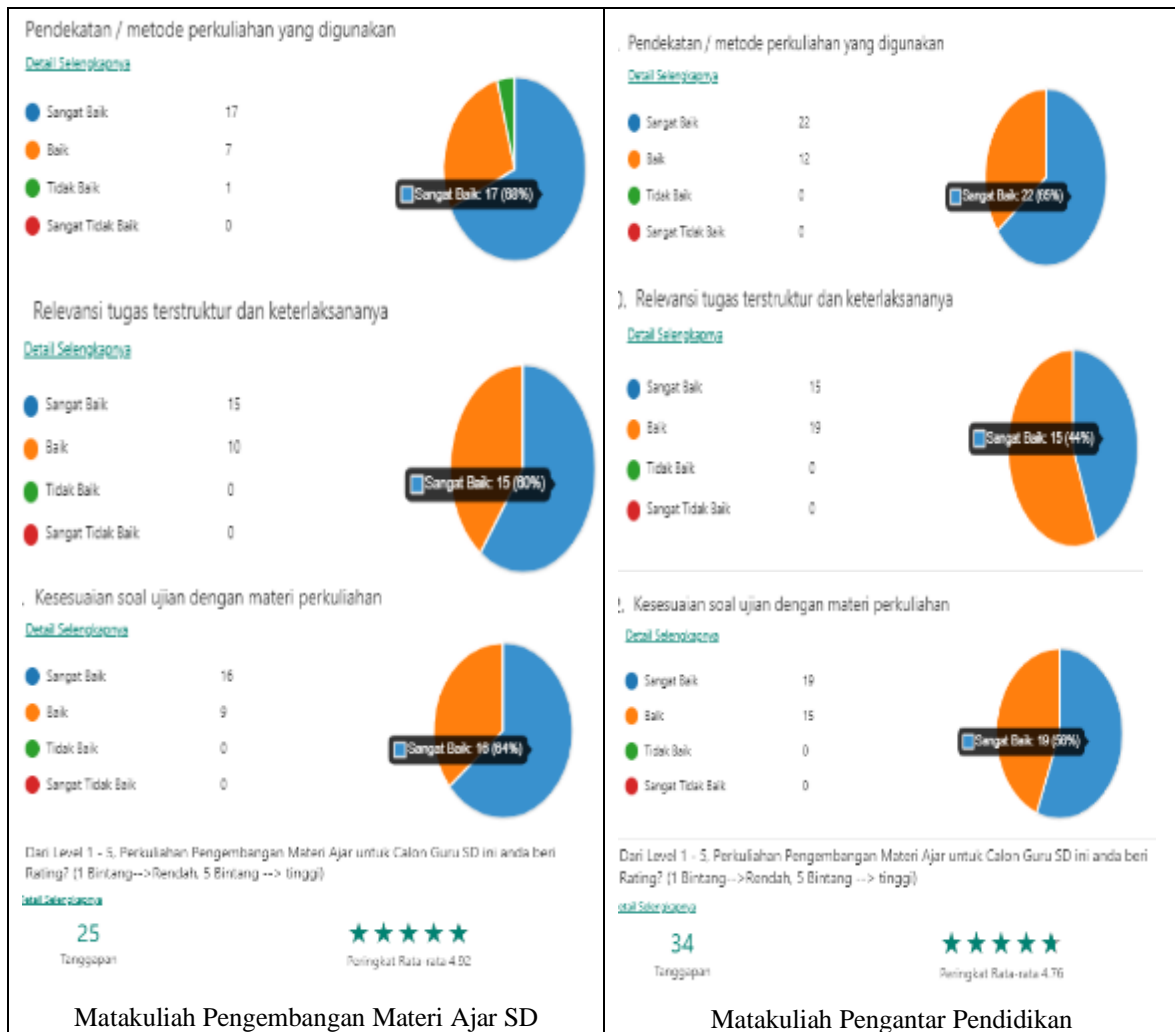 Pendekatan / metode perkuliahan yang digunakan
Detail Selengkapnya
Sangat Baik 17
Baik 7
Tidak Baik 1
Sangat Tidak Baik 0
Sangat Baik: 17 (68%)
Relevansi tugas terstruktur dan keterlaksananya
Detail Selengkapnya
Sangat Baik 15
Baik 10
Tidak Baik 0
Sangat Tidak Baik 0
Sangat Baik: 15 (60%)
. Kesesuaian soal ujian dengan materi perkuliahan
Detail Selengkapnya
Sangat Baik 16
Baik 9
Tidak Baik 0
Sangat Tidak Baik 0
Sangat Baik: 16 (64%)
Dari Level 1 - 5, Perkuliahan Pengembangan Materi Ajar untuk Calon Guru SD ini anda beri
Rating? (1 Bintang-->Rendah, 5 Bintang --> tinggi)
Detail Selengkapnya
25
Tanggapan
Peringkat Rata-rata 4.92
Matakuliah Pengembangan Materi Ajar SD
. Pendekatan / metode perkuliahan yang digunakan
Detail Selengkapnya
Sangat Baik 22
Baik 12
Tidak Baik 0
Sangat Tidak Baik 0
Sangat Baik: 22 (65%)
0. Relevansi tugas terstruktur dan keterlaksananya
Detail Selengkapnya
Sangat Baik 15
Baik 19
Tidak Baik 0
Sangat Tidak Baik 0
Sangat Baik: 15 (44%)
2. Kesesuaian soal ujian dengan materi perkuliahan
Detail Selengkapnya
Sangat Baik 19
Baik 15
Tidak Baik 0
Sangat Tidak Baik 0
Sangat Baik: 19 (56%)
Dari Level 1 - 5, Perkuliahan Pengembangan Materi Ajar untuk Calon Guru SD ini anda beri
Rating? (1 Bintang-->Rendah, 5 Bintang --> tinggi)
etail Selengkapnya
34
Tanggapan
Peringkat Rata-rata 4.76
Matakuliah Pengantar Pendidikan